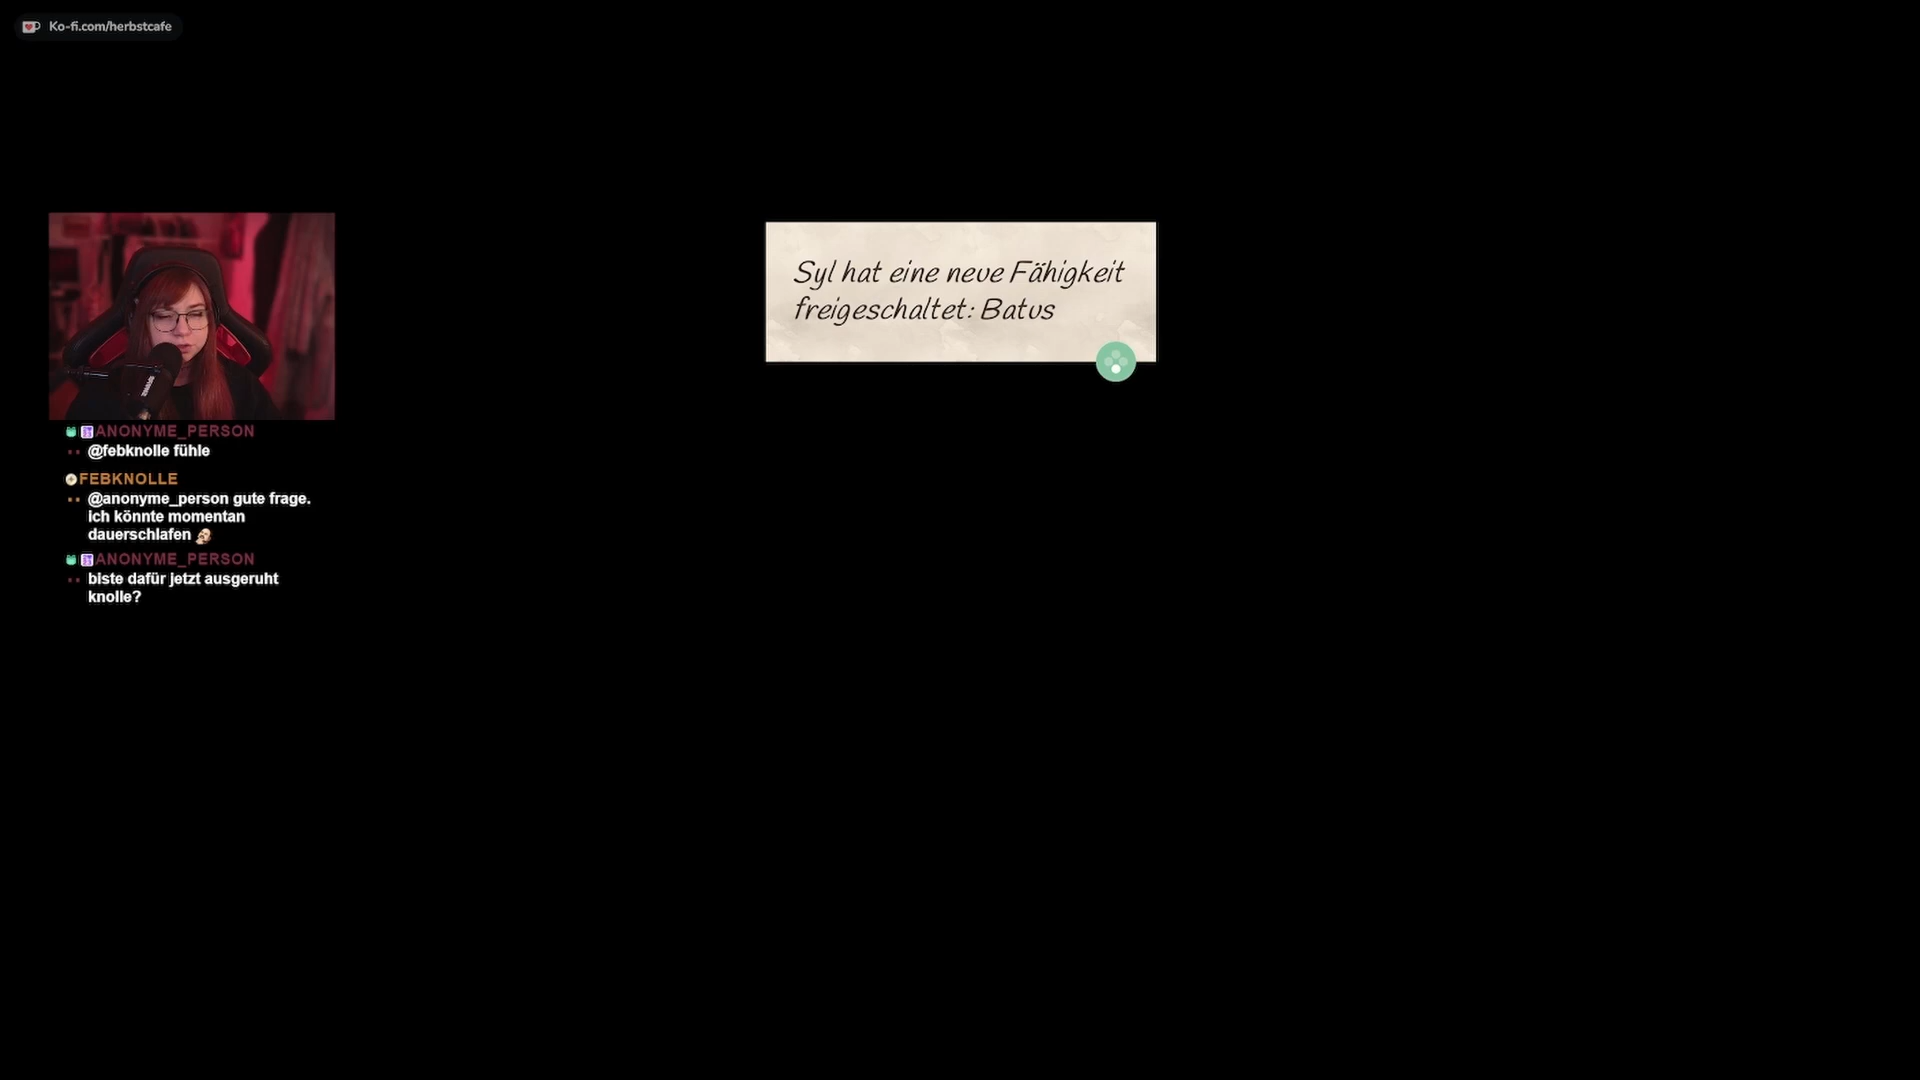 Ko-fi.com/herbstcafe
Syl hat eine neue Fähigkeit
freigeschaltet: Batus
ANONYME_PERSON
@febknolle fühle
FEBKNOLLE
@anonyme_person gute frage.
ich könnte momentan
dauerschlafen
ANONYME_PERSON
biste dafür jetzt ausgeruht
knolle?